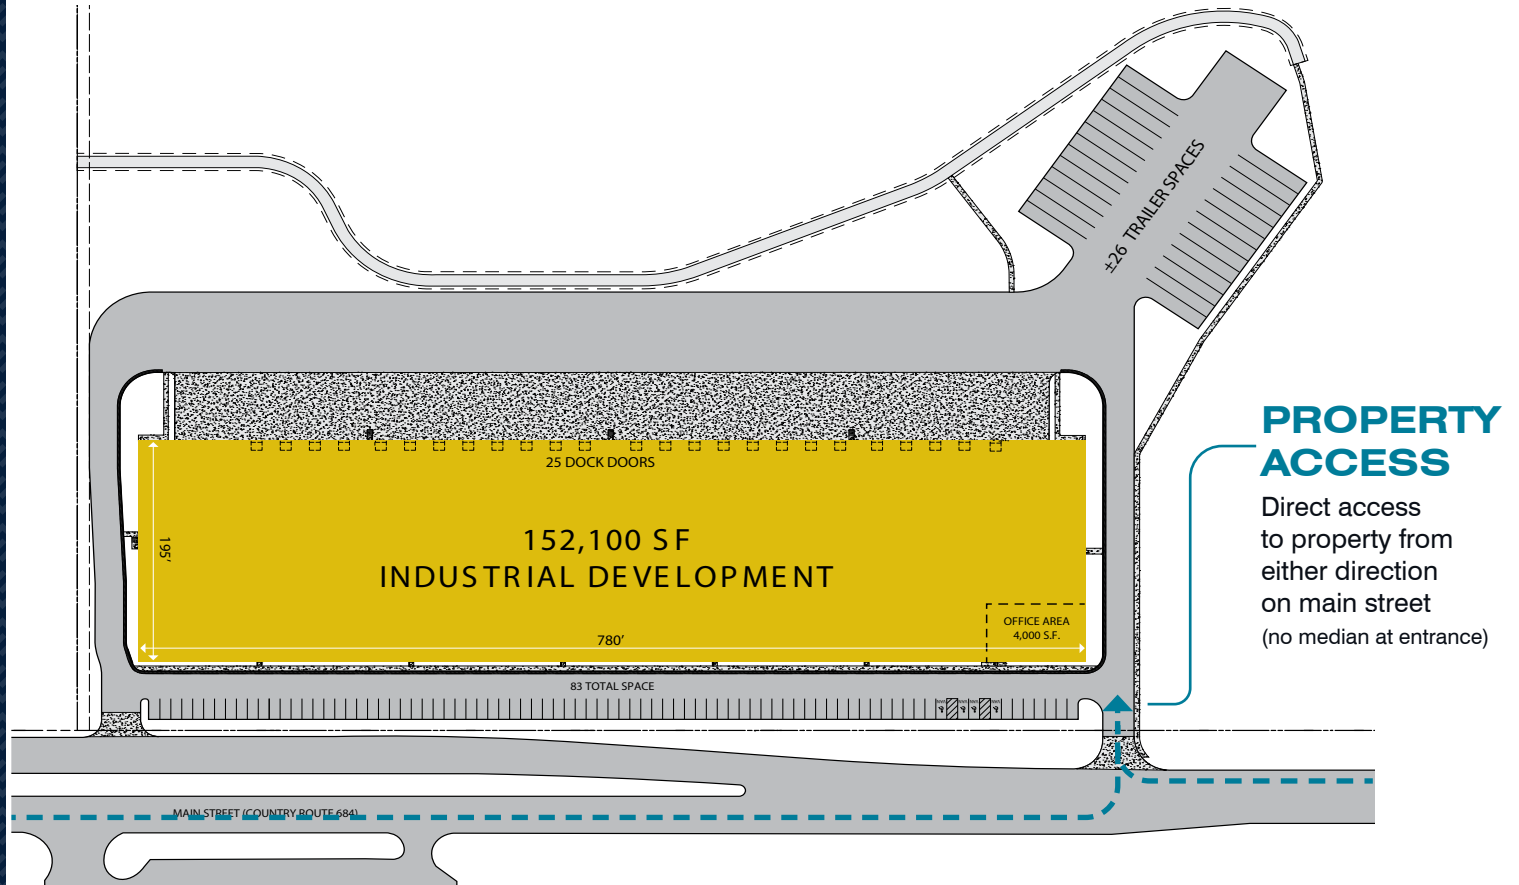 ±26 TRAILER SPACES
PROPERTY
ACCESS
Direct access
to property from
either direction
on main street
(no median at entrance)
25 DOCK DOORS
195'
152,100 SF
INDUSTRIAL DEVELOPMENT
OFFICE AREA
4,000 S.F.
780'
83 TOTAL SPACE
MAIN STREET (COUNTRY ROUTE 684)